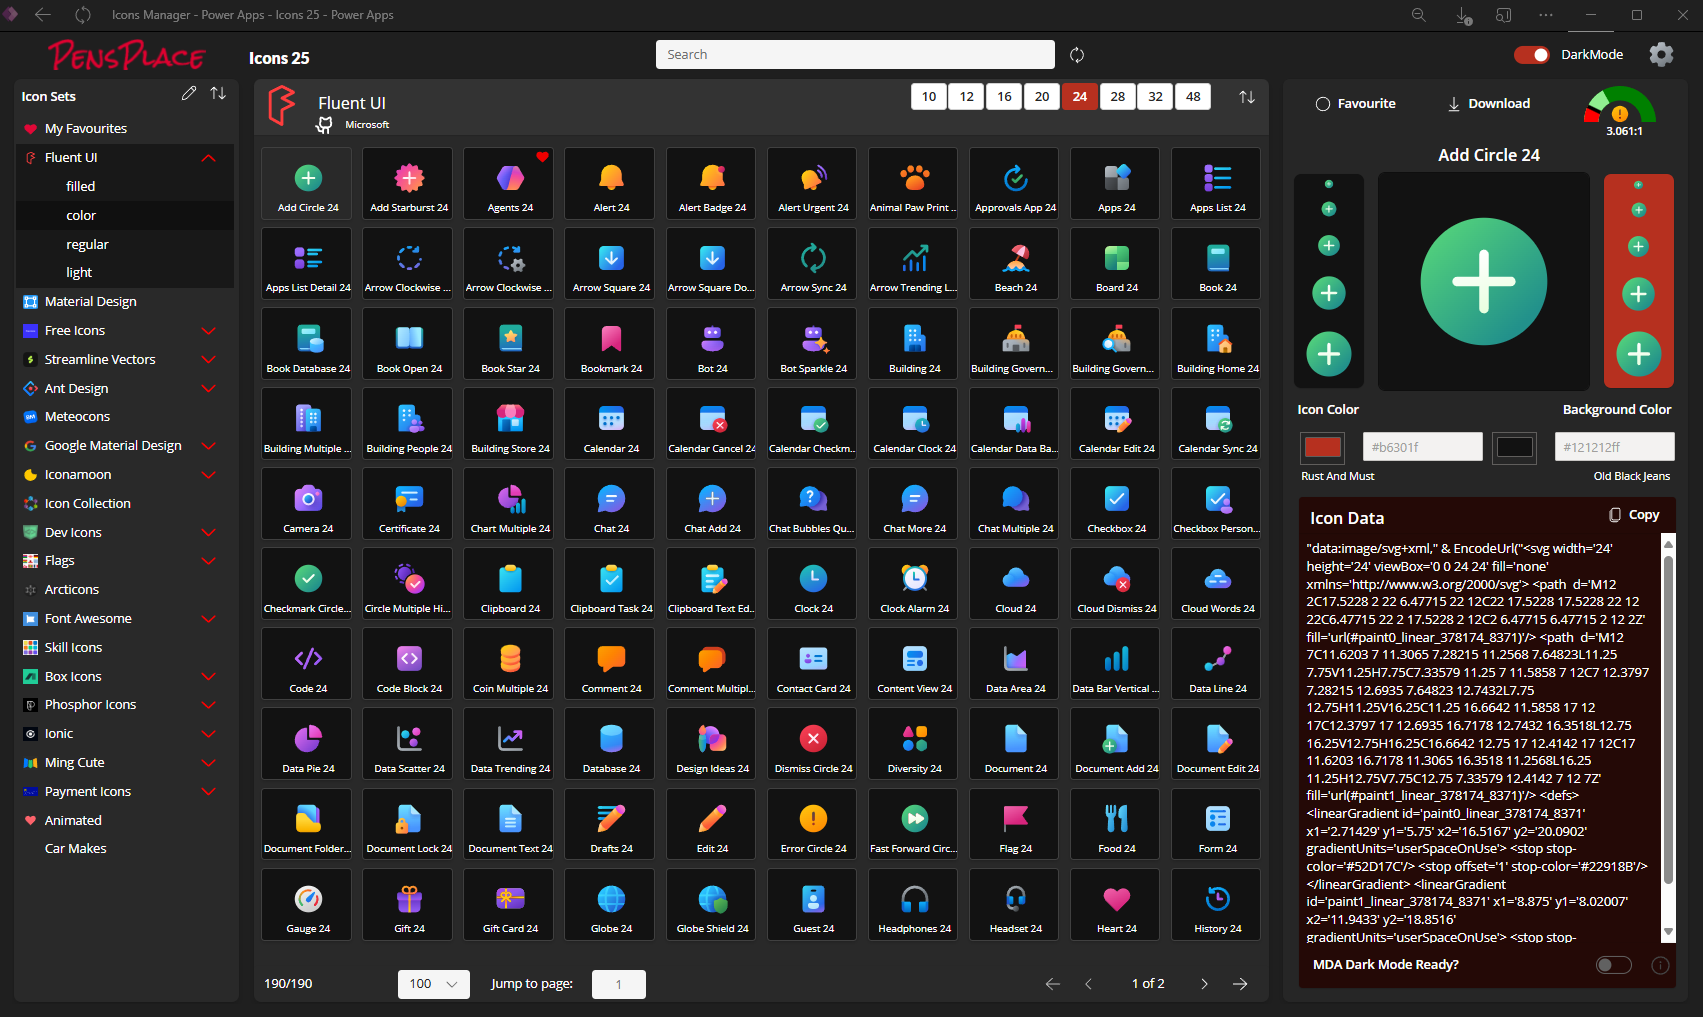 Icons Manager - Power Apps - Icons 25 - Power Apps
PENSPLACE
Icons 25
Search
DarkMode
Icon Sets
My Favourites
Fluent UI
filled
color
regular
light
Material Design
Free Icons
Streamline Vectors
Ant Design
Meteocons
Google Material Design
Iconamoon
Icon Collection
Dev Icons
Flags
Arcticons
Font Awesome
Skill Icons
Box Icons
Phosphor Icons
Ionic
Ming Cute
Payment Icons
Animated
Car Makes
Fluent UI
Microsoft
10 12 16 20 24 28 32 48
Add Circle 24 Add Starburst 24 Agents 24 Alert 24 Alert Badge 24 Alert Urgent 24 Animal Paw Print ... Approvals App 24 Apps 24 Apps List 24
Apps List Detail 24 Arrow Clockwise ... Arrow Clockwise ... Arrow Square 24 Arrow Square Do... Arrow Sync 24 Arrow Trending L... Beach 24 Board 24 Book 24
Book Database 24 Book Open 24 Book Star 24 Bookmark 24 Bot 24 Bot Sparkle 24 Building 24 Building Govern... Building Govern... Building Home 24
Building Multiple ... Building People 24 Building Store 24 Calendar 24 Calendar Cancel 24 Calendar Checkm... Calendar Clock 24 Calendar Data Ba... Calendar Edit 24 Calendar Sync 24
Camera 24 Certificate 24 Chart Multiple 24 Chat 24 Chat Add 24 Chat Bubbles Qu... Chat More 24 Chat Multiple 24 Checkbox 24 Checkbox Person...
Checkmark Circle... Circle Multiple Hi... Clipboard 24 Clipboard Task 24 Clipboard Text Ed... Clock 24 Clock Alarm 24 Cloud 24 Cloud Dismiss 24 Cloud Words 24
Code 24 Code Block 24 Coin Multiple 24 Comment 24 Comment Multipl... Contact Card 24 Content View 24 Data Area 24 Data Bar Vertical ... Data Line 24
Data Pie 24 Data Scatter 24 Data Trending 24 Database 24 Design Ideas 24 Dismiss Circle 24 Diversity 24 Document 24 Document Add 24 Document Edit 24
Document Folder... Document Lock 24 Document Text 24 Drafts 24 Edit 24 Error Circle 24 Fast Forward Circ... Flag 24 Food 24 Form 24
Gauge 24 Gift 24 Gift Card 24 Globe 24 Globe Shield 24 Guest 24 Headphones 24 Headset 24 Heart 24 History 24
190/190 100 Jump to page: 1 1 of 2
Favourite Download
3.061:1
Add Circle 24
Icon Color Background Color
#b6301f #121212ff
Rust And Must Old Black Jeans
Icon Data Copy
"data:image/svg+xml," & EncodeUrl("<svg width='24'
height='24' viewBox='0 0 24 24' fill='none'
xmlns='http://www.w3.org/2000/svg'> <path  d='M12
2C17.5228 2 22 6.47715 22 12C22 17.5228 17.5228 22 12
22C6.47715 22 2 17.5228 2 12C2 6.47715 6.47715 2 12 2Z'
fill='url(#paint0_linear_378174_8371)'/> <path  d='M12
7C11.6203 7 11.3065 7.28215 11.2568 7.64823L11.25
7.75V11.25H7.75C7.33579 11.25 7 11.5858 7 12C7 12.3797
7.28215 12.6935 7.64823 12.7432L7.75
12.75H11.25V16.25C11.25 16.6642 11.5858 17 12
17C12.3797 17 12.6935 16.7178 12.7432 16.3518L12.75
16.25V12.75H16.25C16.6642 12.75 17 12.4142 17 12C17
11.6203 16.7178 11.3065 16.3518 11.2568L16.25
11.25H12.75V7.75C12.75 7.33579 12.4142 7 12 7Z'
fill='url(#paint1_linear_378174_8371)'/> <defs>
<linearGradient id='paint0_linear_378174_8371'
x1='2.71429' y1='5.75' x2='16.5167' y2='20.0902'
gradientUnits='userSpaceOnUse'> <stop stop-
color='#52D17C'/> <stop offset='1' stop-color='#22918B'/>
</linearGradient> <linearGradient
id='paint1_linear_378174_8371' x1='8.875' y1='8.02007'
x2='11.9433' y2='18.8516'
gradientUnits='userSpaceOnUse'> <stop stop-
MDA Dark Mode Ready?